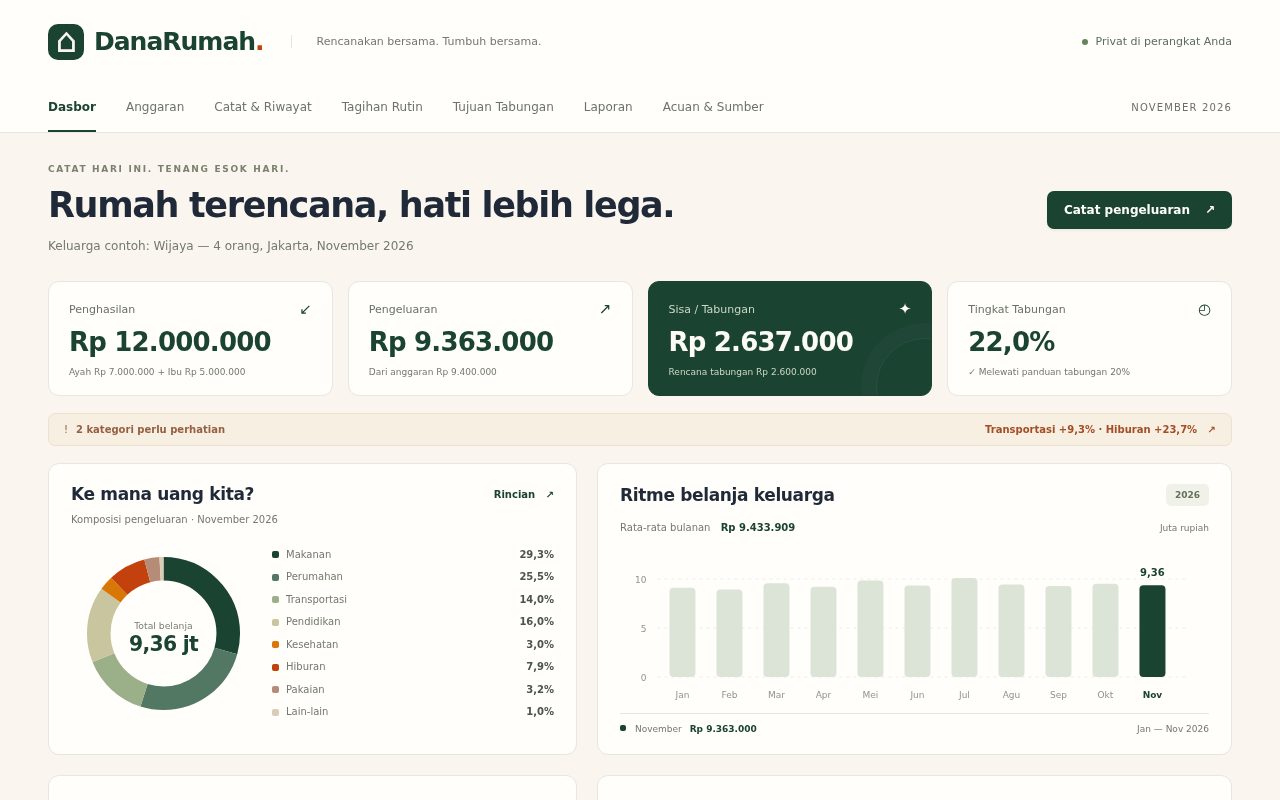 DanaRumah.
Rencanakan bersama. Tumbuh bersama.
Privat di perangkat Anda
Dasbor
Anggaran
Catat & Riwayat
Tagihan Rutin
Tujuan Tabungan
Laporan
Acuan & Sumber
NOVEMBER 2026
CATAT HARI INI. TENANG ESOK HARI.
Rumah terencana, hati lebih lega.
Keluarga contoh: Wijaya — 4 orang, Jakarta, November 2026
Catat pengeluaran ↗
Penghasilan ↙
Rp 12.000.000
Ayah Rp 7.000.000 + Ibu Rp 5.000.000
Pengeluaran ↗
Rp 9.363.000
Dari anggaran Rp 9.400.000
Sisa / Tabungan ✦
Rp 2.637.000
Rencana tabungan Rp 2.600.000
Tingkat Tabungan ◴
22,0%
✓ Melewati panduan tabungan 20%
! 2 kategori perlu perhatian
Transportasi +9,3% · Hiburan +23,7% ↗
Ke mana uang kita?
Rincian ↗
Komposisi pengeluaran · November 2026
Total belanja
9,36 jt
Makanan 29,3%
Perumahan 25,5%
Transportasi 14,0%
Pendidikan 16,0%
Kesehatan 3,0%
Hiburan 7,9%
Pakaian 3,2%
Lain-lain 1,0%
Ritme belanja keluarga
2026
Rata-rata bulanan Rp 9.433.909
Juta rupiah
9,36
10
5
0
Jan Feb Mar Apr Mei Jun Jul Agu Sep Okt Nov
November Rp 9.363.000
Jan — Nov 2026